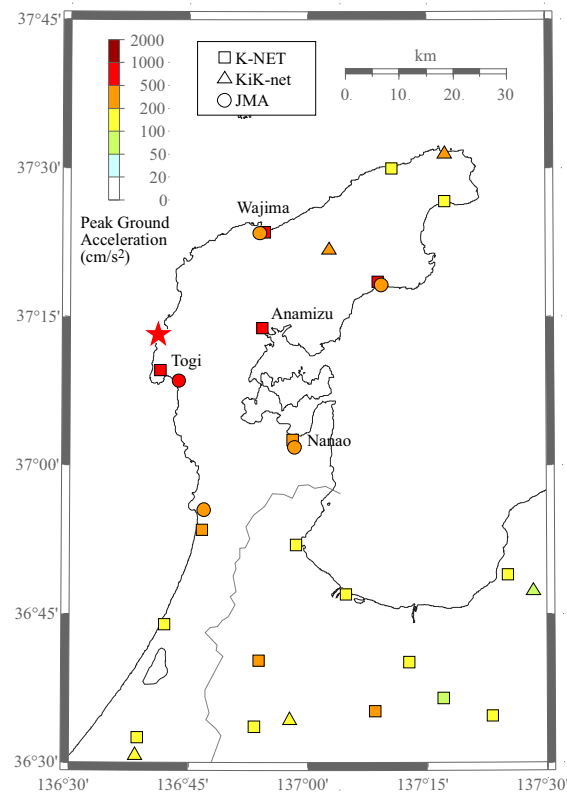 37°45'
2000
1000
500
200
100
50
20
0
Peak Ground
Acceleration
(cm/s²)
K-NET
KiK-net
JMA
km
0. 10. 20. 30
37°30'
Wajima
37°15'
Anamizu
Togi
Nanao
37°00'
36°45'
36°30'
136°30' 136°45' 137°00' 137°15' 137°30'